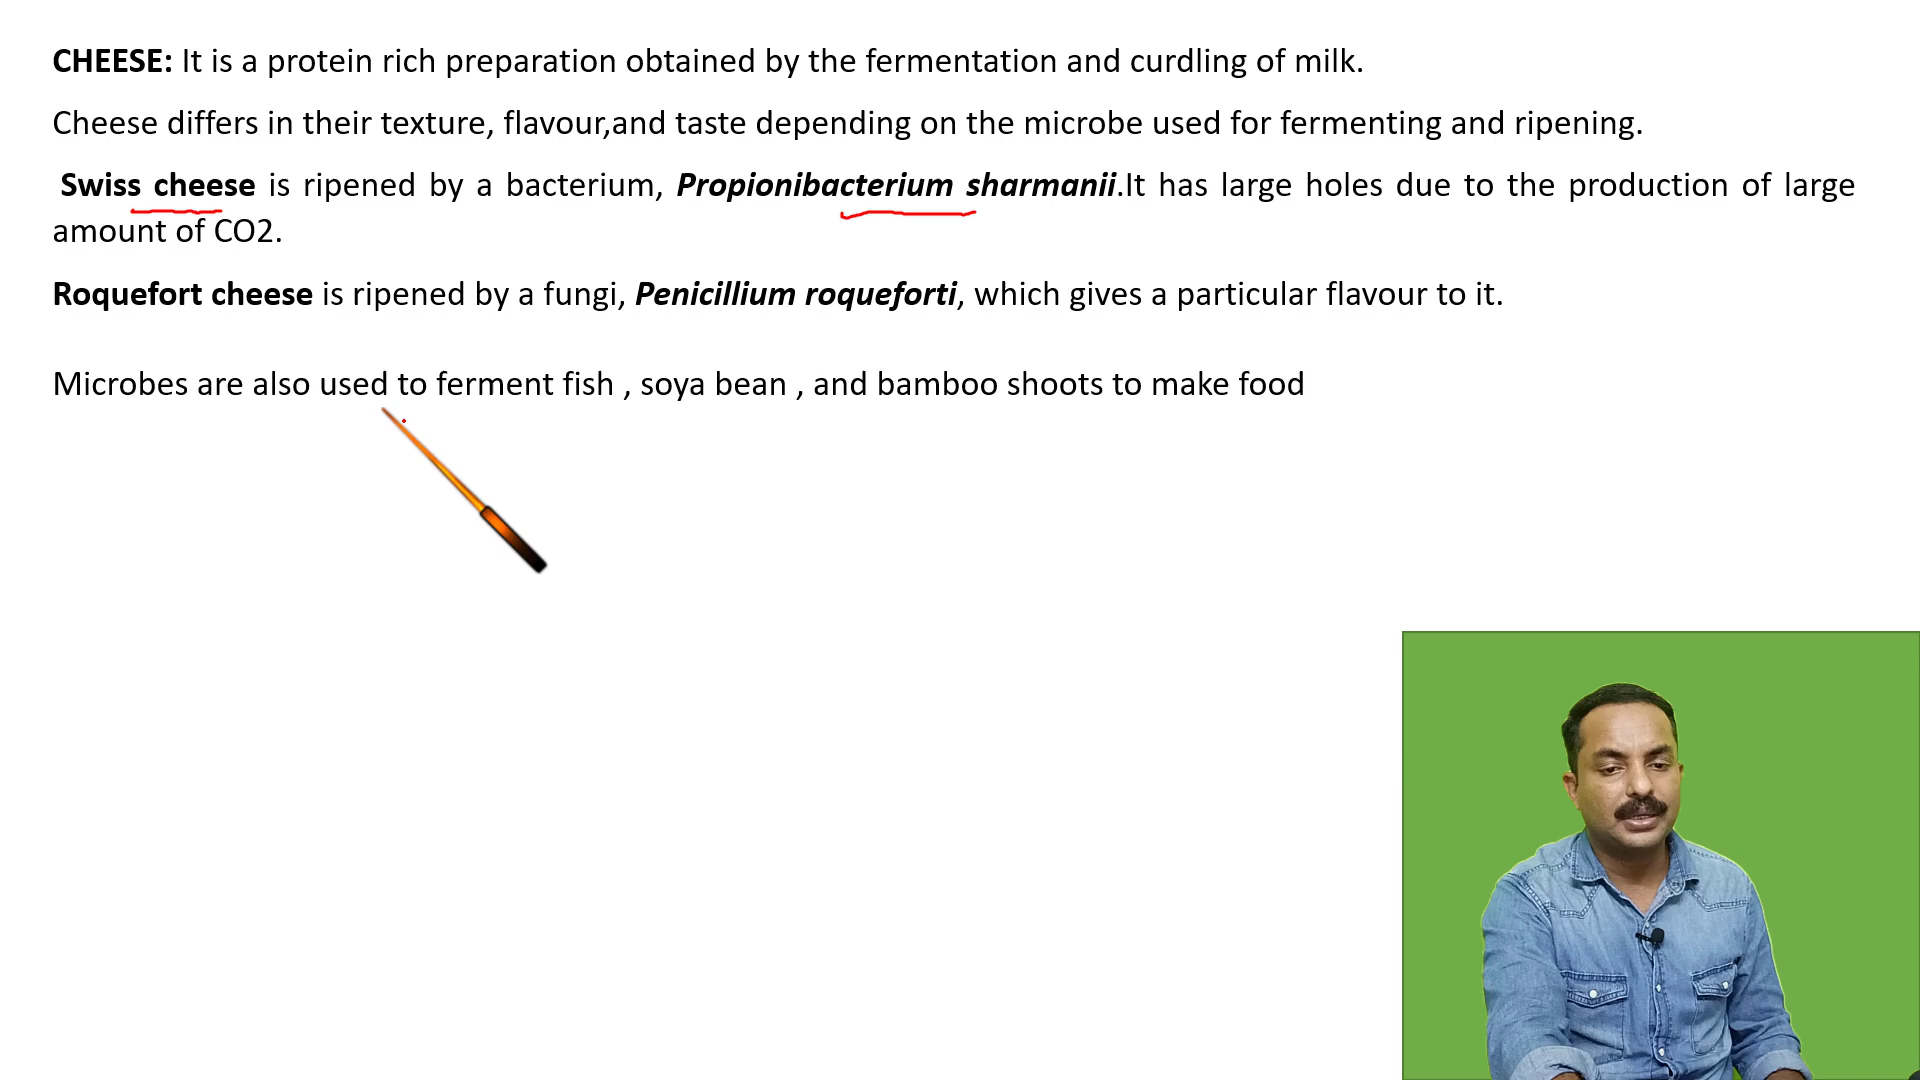 CHEESE: It is a protein rich preparation obtained by the fermentation and curdling of milk.
Cheese differs in their texture, flavour,and taste depending on the microbe used for fermenting and ripening.
Swiss cheese is ripened by a bacterium, Propionibacterium sharmanii.It has large holes due to the production of large
amount of CO2.
Roquefort cheese is ripened by a fungi, Penicillium roqueforti, which gives a particular flavour to it.
Microbes are also used to ferment fish , soya bean , and bamboo shoots to make food